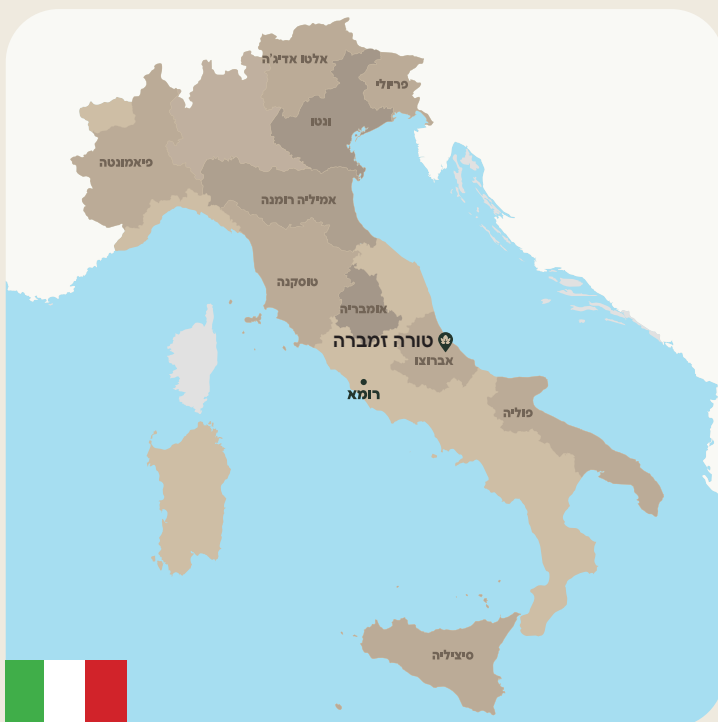 אלטו אדיג'ה
פריולי
ונטו
פיאמונטה
אמיליה רומנה
טוסקנה
אומבריה
טורה זמברה
אברוצו
רומא
פוליה
סיציליה